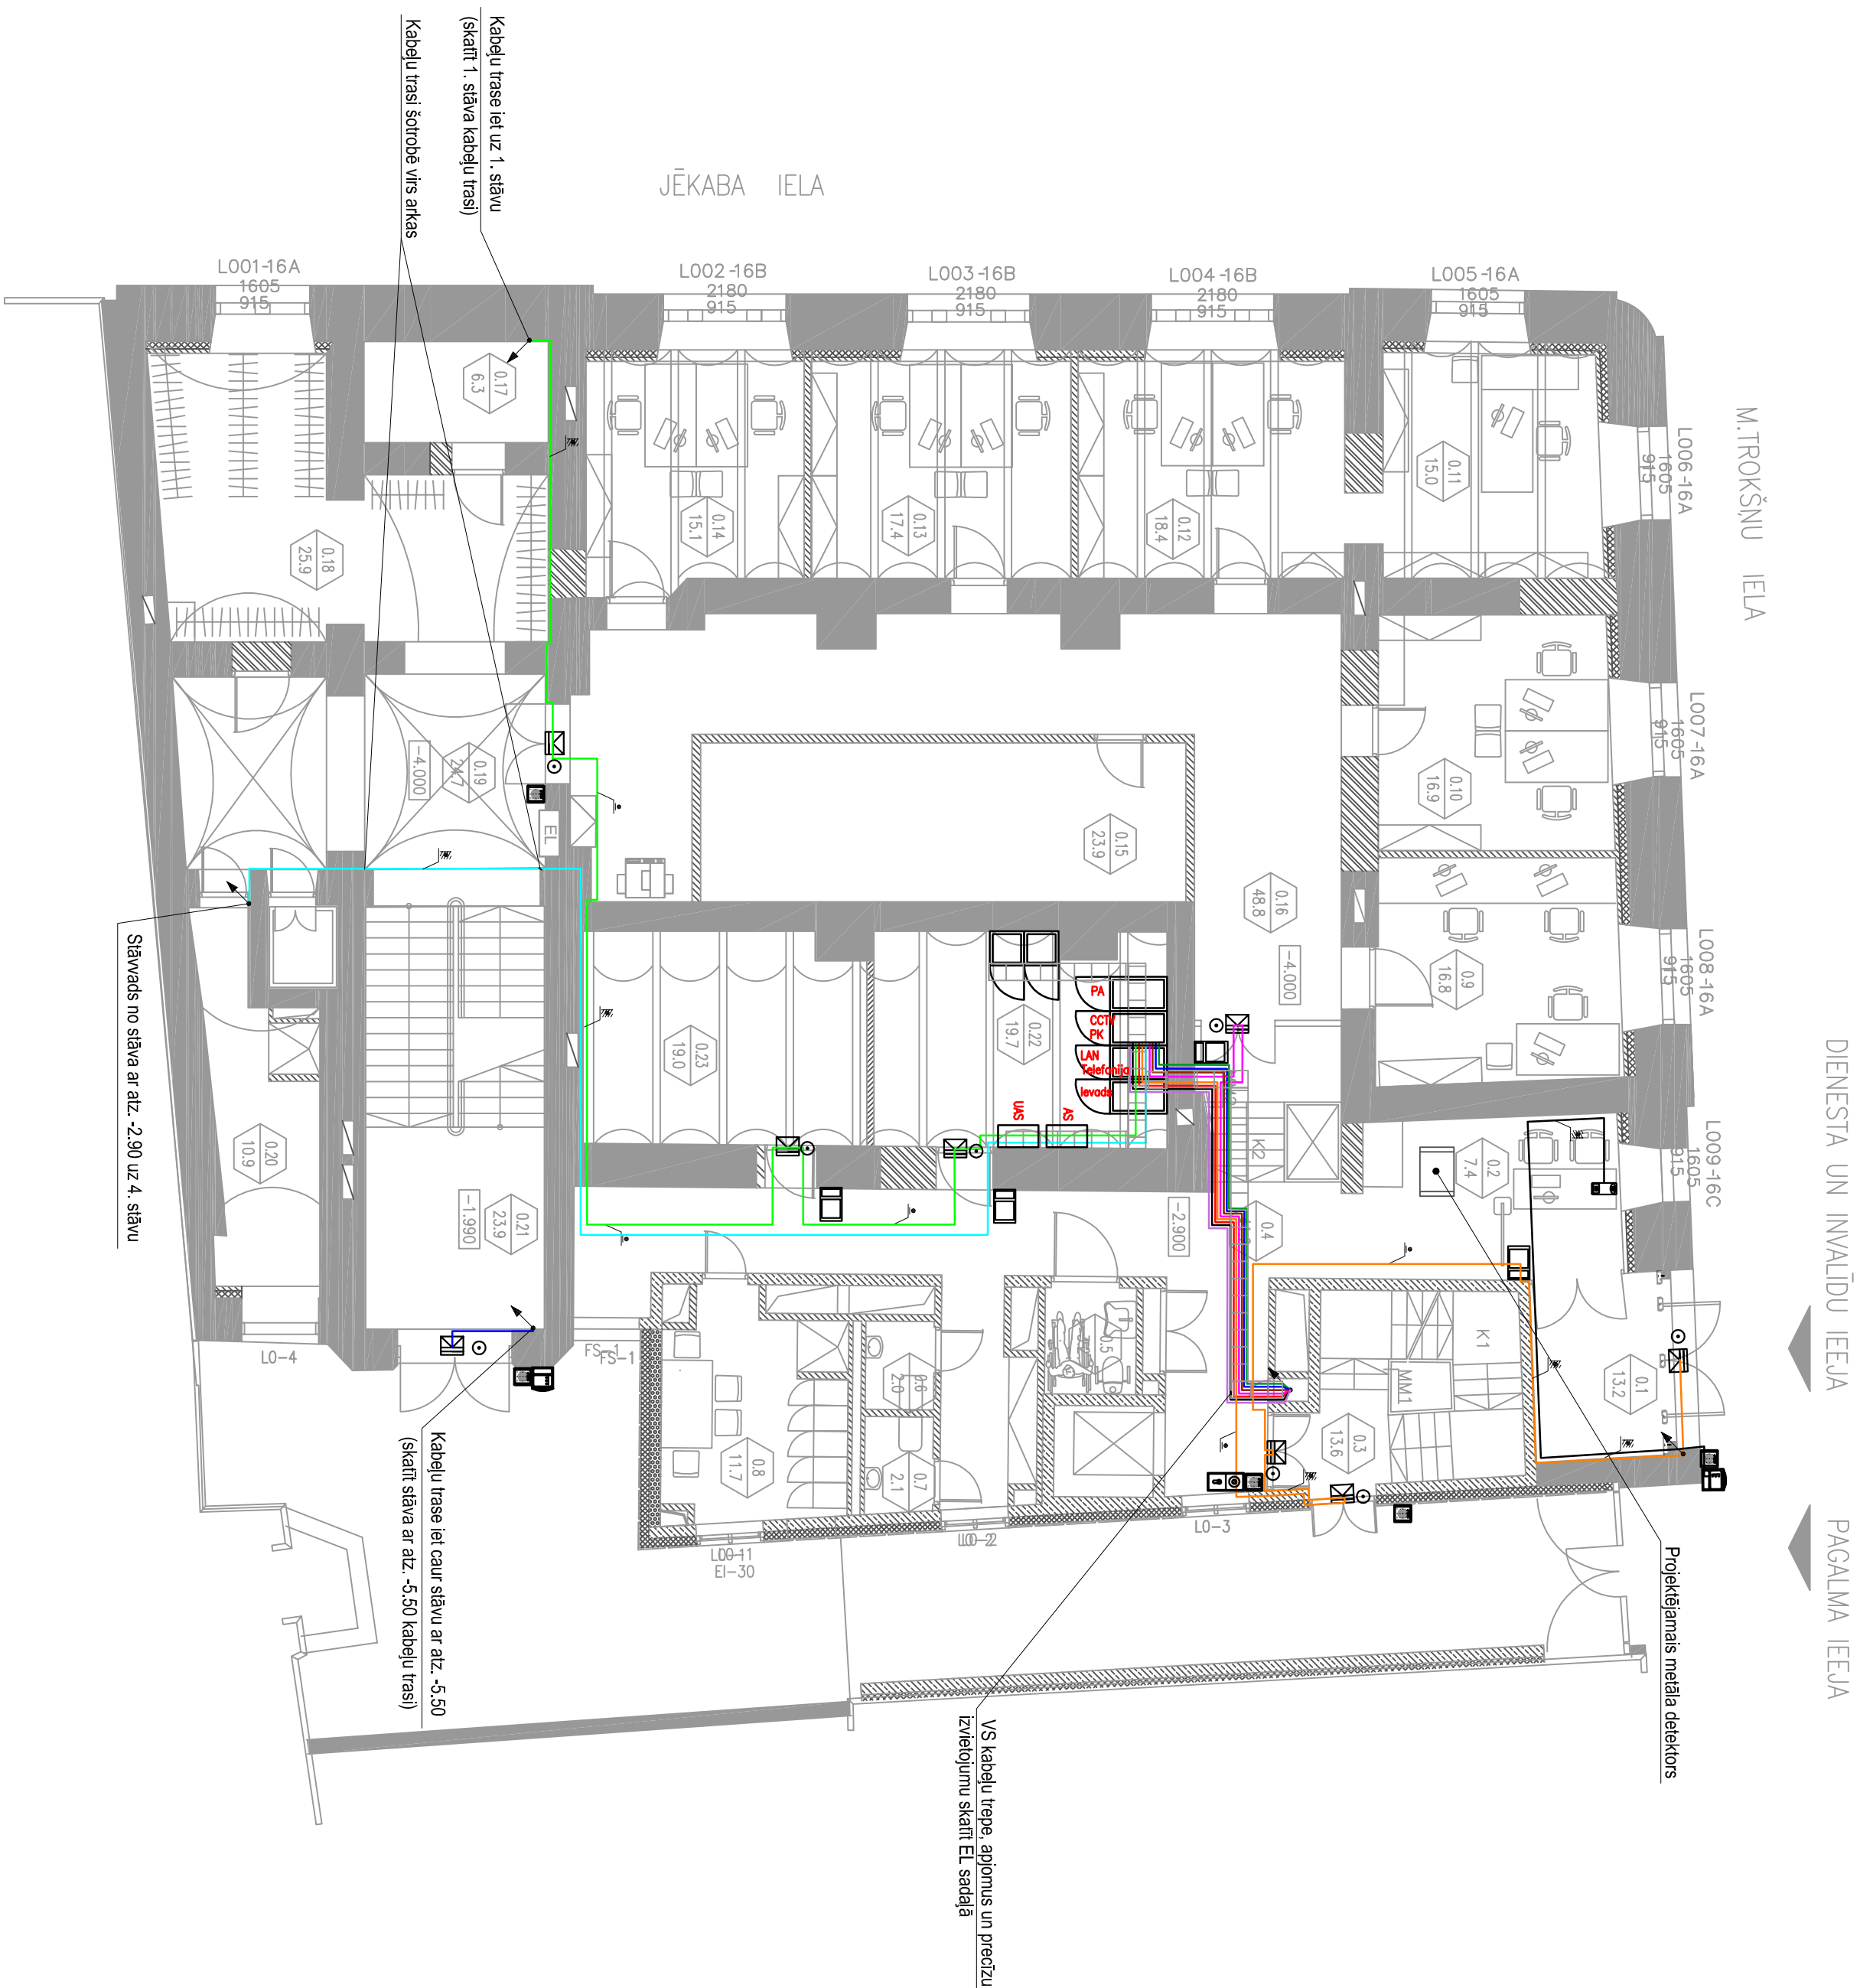 JĒKABA IELA
M.TROKŠŅU IELA
DIENESTA UN INVALĪDU IEEJA
PAGALMA IEEJA
Kabeļu trase iet uz 1. stāvu
(skatīt 1. stāva kabeļu trasi)
Kabeļu trasi šotrobē virs arkas
L001-16A
1605
915
L002-16B
2180
915
L003-16B
2180
915
L004-16B
2180
915
L005-16A
1605
915
L006-16A
1605
915
L007-16A
1605
915
L008-16A
1605
915
L009-16C
1605
915
0.17
6.3
0.18
25.9
0.14
15.1
0.13
17.4
0.12
18.4
0.11
15.0
0.10
16.9
0.9
16.8
0.19
24.7
-4.000
EL
0.15
23.9
0.16
48.8
-4.000
PA
CCTV
PK
LAN
Telefonija
Ievads
UAS
AS
0.22
19.7
0.23
19.0
K2
0.2
7.4
0.4
-2.900
0.20
10.9
0.21
23.9
-1.990
0.5
0.6
2.0
0.7
2.1
0.8
11.7
K1
MM1
0.3
13.6
0.1
13.2
LO-4
FS-1
FS-1
EI-30
LO-3
Stāvvads no stāva ar atz. -2.90 uz 4. stāvu
Kabeļu trase iet caur stāvu ar atz. -5.50
(skatīt stāva ar atz. -5.50 kabeļu trasi)
VS kabeļu trepe, apjomus un precīzu
izvietojumu skatīt EL sadaļā
Projektējamais metāla detektors